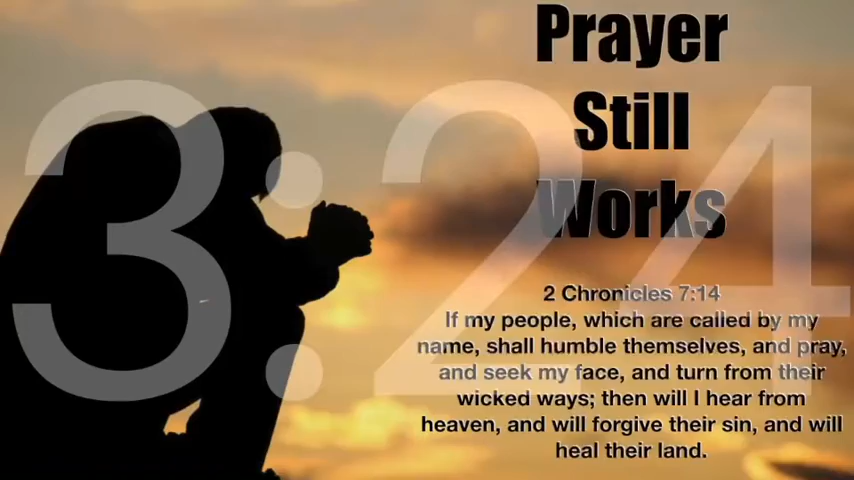 Prayer
Still
Works
3:24
2 Chronicles 7:14
If my people, which are called by my
name, shall humble themselves, and pray,
and seek my face, and turn from their
wicked ways; then will I hear from
heaven, and will forgive their sin, and will
heal their land.